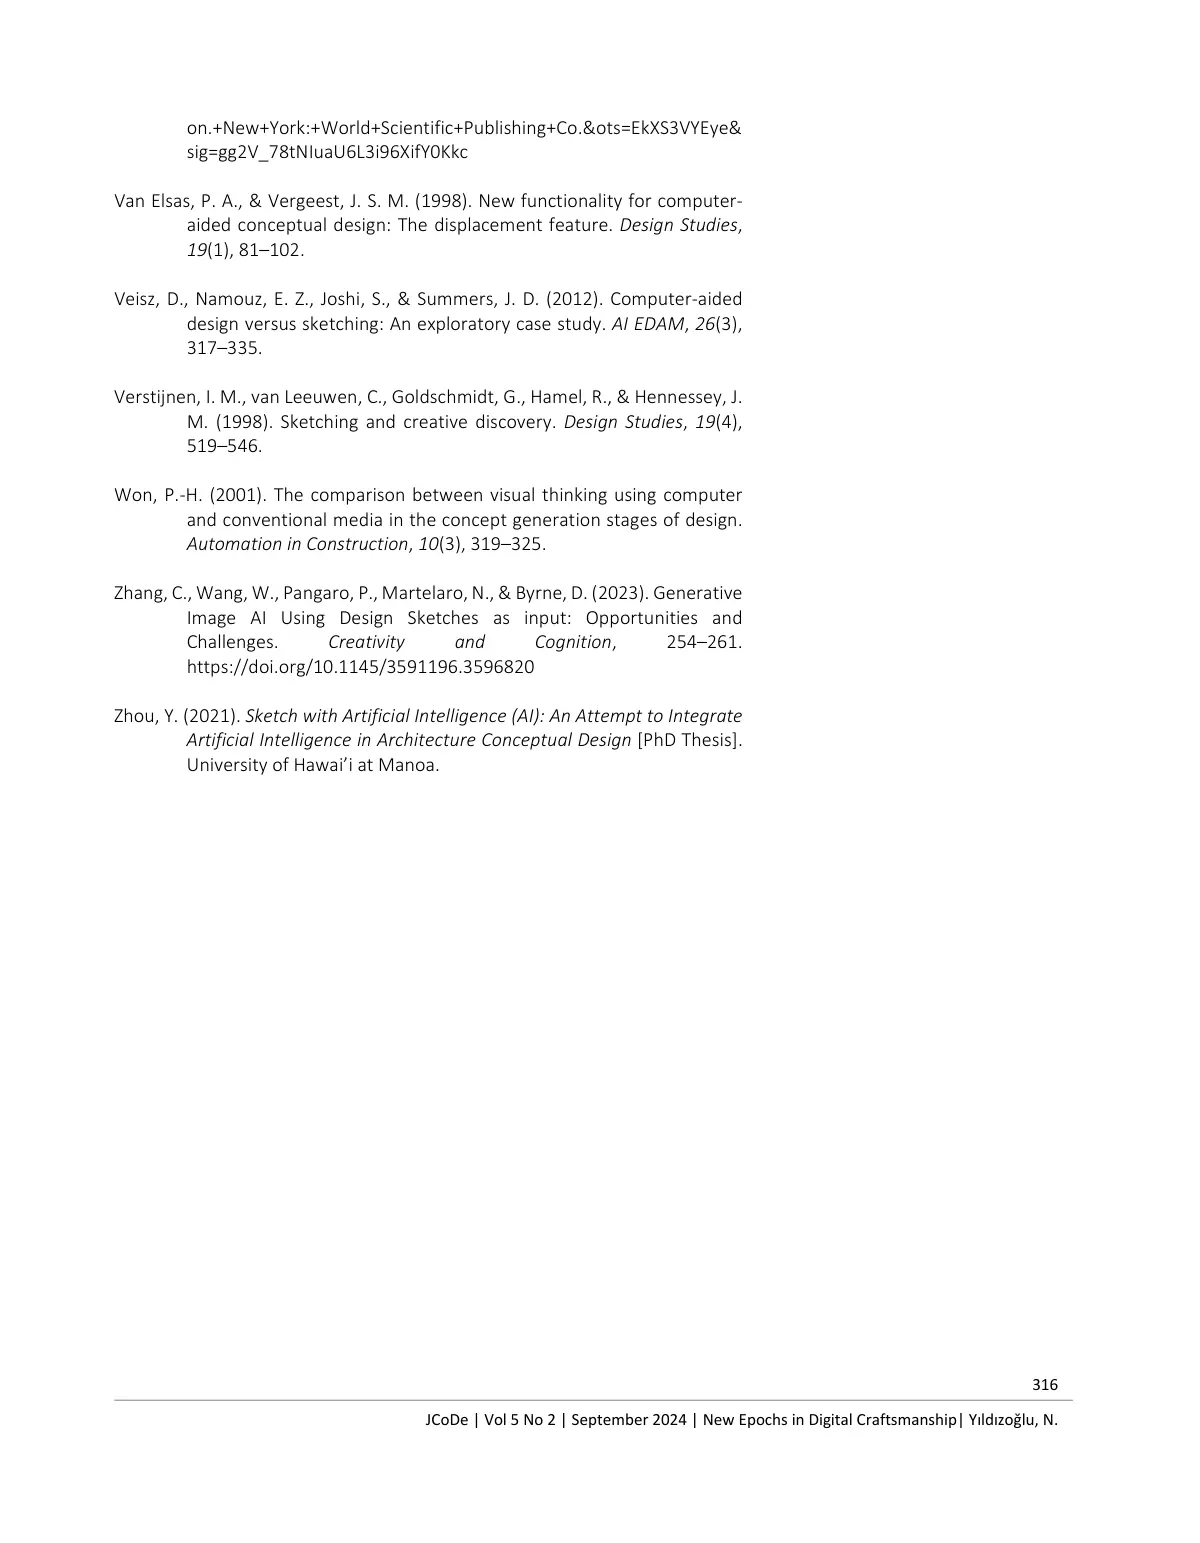 on.+New+York:+World+Scientific+Publishing+Co.&ots=EkXS3VYEye&
sig=gg2V_78tNIuaU6L3i96XifY0Kkc
Van Elsas, P. A., & Vergeest, J. S. M. (1998). New functionality for computer-
aided conceptual design: The displacement feature. Design Studies,
19(1), 81–102.
Veisz, D., Namouz, E. Z., Joshi, S., & Summers, J. D. (2012). Computer-aided
design versus sketching: An exploratory case study. AI EDAM, 26(3),
317–335.
Verstijnen, I. M., van Leeuwen, C., Goldschmidt, G., Hamel, R., & Hennessey, J.
M. (1998). Sketching and creative discovery. Design Studies, 19(4),
519–546.
Won, P.-H. (2001). The comparison between visual thinking using computer
and conventional media in the concept generation stages of design.
Automation in Construction, 10(3), 319–325.
Zhang, C., Wang, W., Pangaro, P., Martelaro, N., & Byrne, D. (2023). Generative
Image AI Using Design Sketches as input: Opportunities and
Challenges. Creativity and Cognition, 254–261.
https://doi.org/10.1145/3591196.3596820
Zhou, Y. (2021). Sketch with Artificial Intelligence (AI): An Attempt to Integrate
Artificial Intelligence in Architecture Conceptual Design [PhD Thesis].
University of Hawai’i at Manoa.
316
JCoDe | Vol 5 No 2 | September 2024 | New Epochs in Digital Craftsmanship| Yıldızoğlu, N.